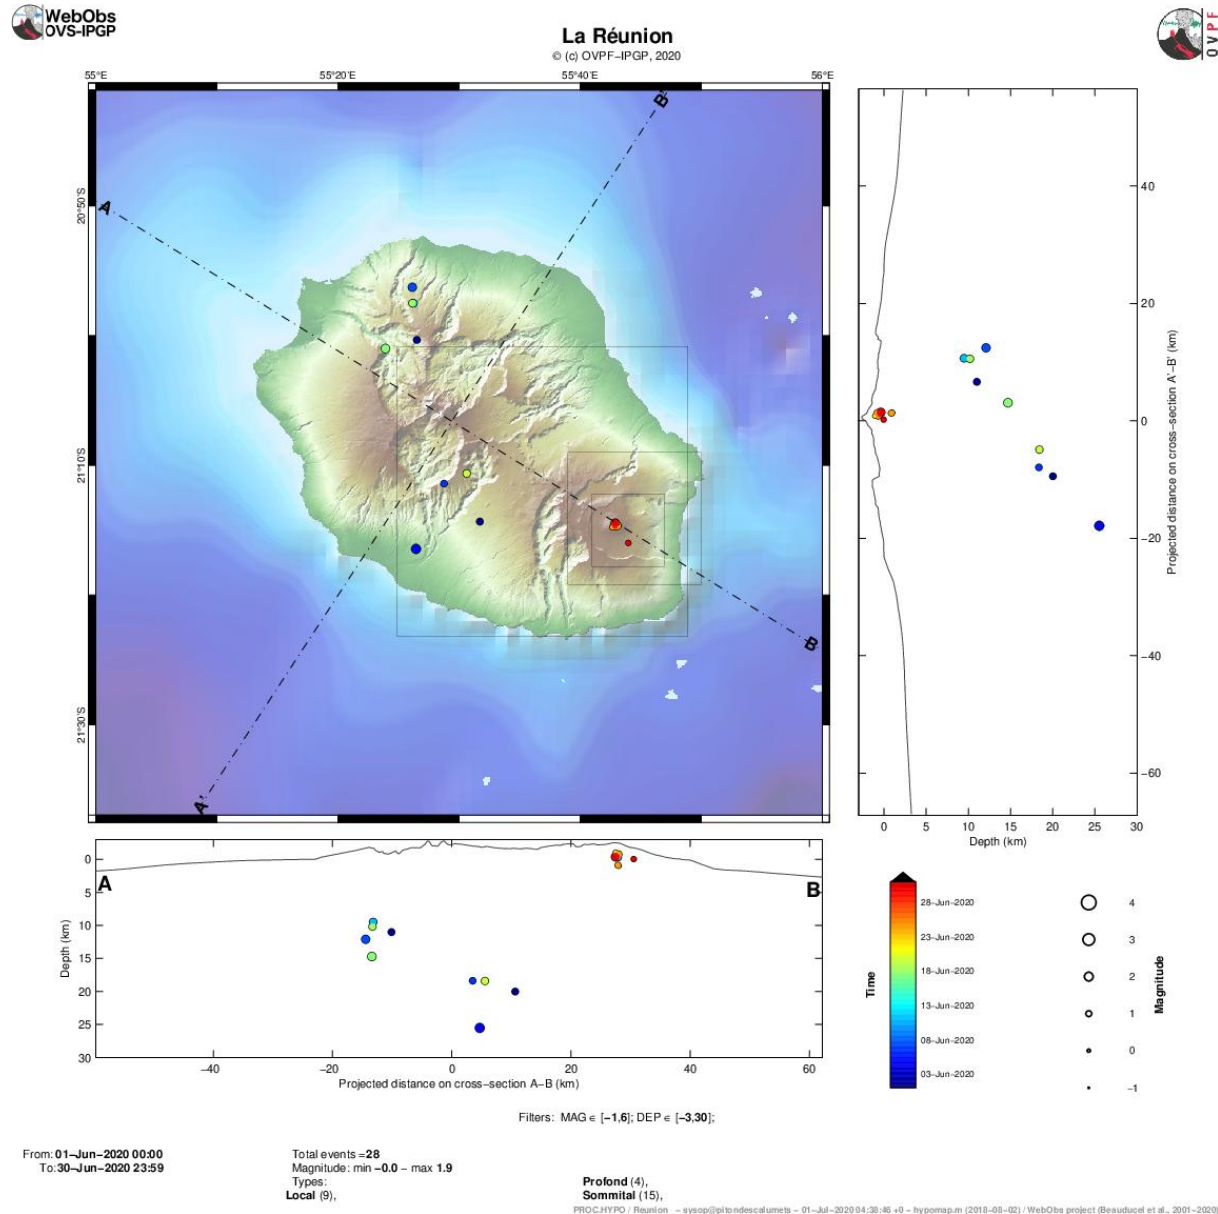 WebObs
OVS-IPGP
La Réunion
© (c) OVPF–IPGP, 2020
OVPF
55°E
55°20'E
55°40'E
56°E
20°50'S
21°10'S
21°30'S
A
B'
A'
B
40
20
0
−20
−40
−60
Projected distance on cross−section A'−B' (km)
0 5 10 15 20 25 30
Depth (km)
A
B
0
5
10
15
20
25
30
Depth (km)
−40 −20 0 20 40 60
Projected distance on cross−section A−B (km)
Time
28−Jun−2020
23−Jun−2020
18−Jun−2020
13−Jun−2020
08−Jun−2020
03−Jun−2020
4
3
2
1
0
−1
Magnitude
Filters: MAG ∈ [−1,6]; DEP ∈ [−3,30];
From: 01−Jun−2020 00:00
To: 30−Jun−2020 23:59
Total events =28
Magnitude: min −0.0 − max 1.9
Types:
Local (9),
Profond (4),
Sommital (15),
PROC.HYPO / Reunion − sysop@pitondescalumets − 01−Jul−2020 04:38:46 +0 − hypomap.m (2018−08−02) / WebObs project (Beauducel et al., 2001−2020)